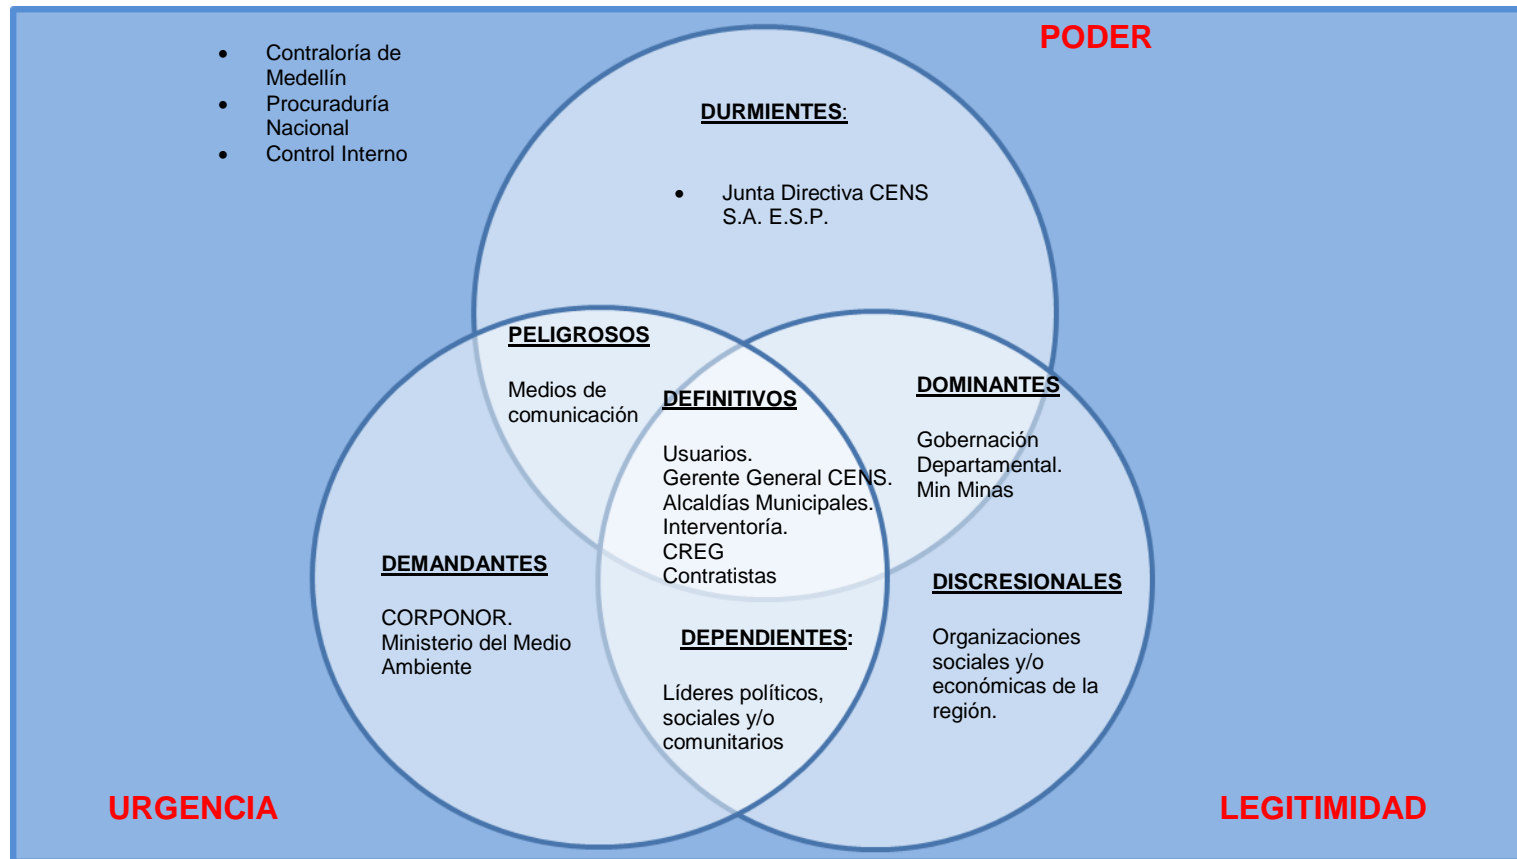 PODER
• Contraloría de
Medellín
• Procuraduría
Nacional
• Control Interno
DURMIENTES:
• Junta Directiva CENS
S.A. E.S.P.
PELIGROSOS
Medios de
comunicación
DEFINITIVOS
Usuarios.
Gerente General CENS.
Alcaldías Municipales.
Interventoría.
CREG
Contratistas
DOMINANTES
Gobernación
Departamental.
Min Minas
DEMANDANTES
CORPONOR.
Ministerio del Medio
Ambiente
DISCRESIONALES
Organizaciones
sociales y/o
económicas de la
región.
DEPENDIENTES:
Líderes políticos,
sociales y/o
comunitarios
URGENCIA
LEGITIMIDAD